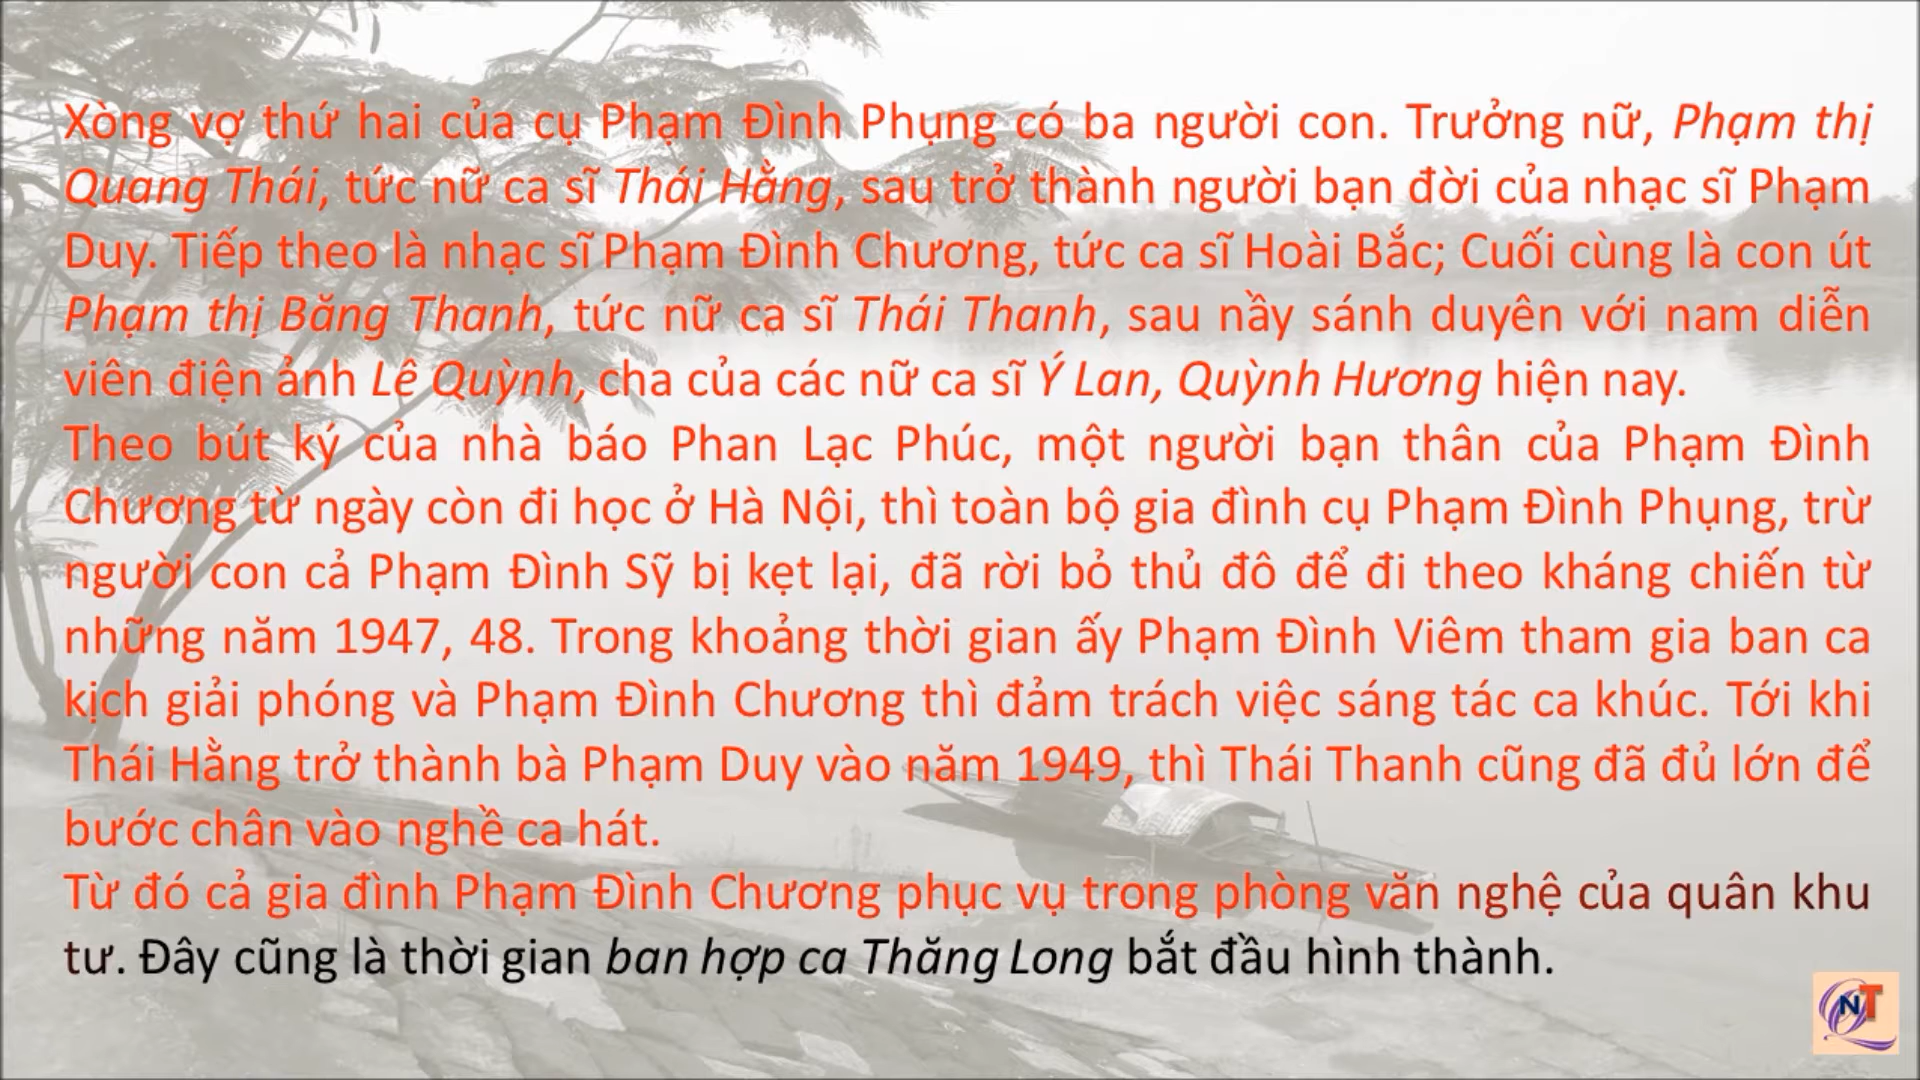 Xòng vợ thứ hai của cụ Phạm Đình Phụng có ba người con. Trưởng nữ, Phạm thị
Quang Thái, tức nữ ca sĩ Thái Hằng, sau trở thành người bạn đời của nhạc sĩ Phạm
Duy. Tiếp theo là nhạc sĩ Phạm Đình Chương, tức ca sĩ Hoài Bắc; Cuối cùng là con út
Phạm thị Băng Thanh, tức nữ ca sĩ Thái Thanh, sau nầy sánh duyên với nam diễn
viên điện ảnh Lê Quỳnh, cha của các nữ ca sĩ Ý Lan, Quỳnh Hương hiện nay.
Theo bút ký của nhà báo Phan Lạc Phúc, một người bạn thân của Phạm Đình
Chương từ ngày còn đi học ở Hà Nội, thì toàn bộ gia đình cụ Phạm Đình Phụng, trừ
người con cả Phạm Đình Sỹ bị kẹt lại, đã rời bỏ thủ đô để đi theo kháng chiến từ
những năm 1947, 48. Trong khoảng thời gian ấy Phạm Đình Viêm tham gia ban ca
kịch giải phóng và Phạm Đình Chương thì đảm trách việc sáng tác ca khúc. Tới khi
Thái Hằng trở thành bà Phạm Duy vào năm 1949, thì Thái Thanh cũng đã đủ lớn để
bước chân vào nghề ca hát.
Từ đó cả gia đình Phạm Đình Chương phục vụ trong phòng văn nghệ của quân khu
tư. Đây cũng là thời gian ban hợp ca Thăng Long bắt đầu hình thành.
NT